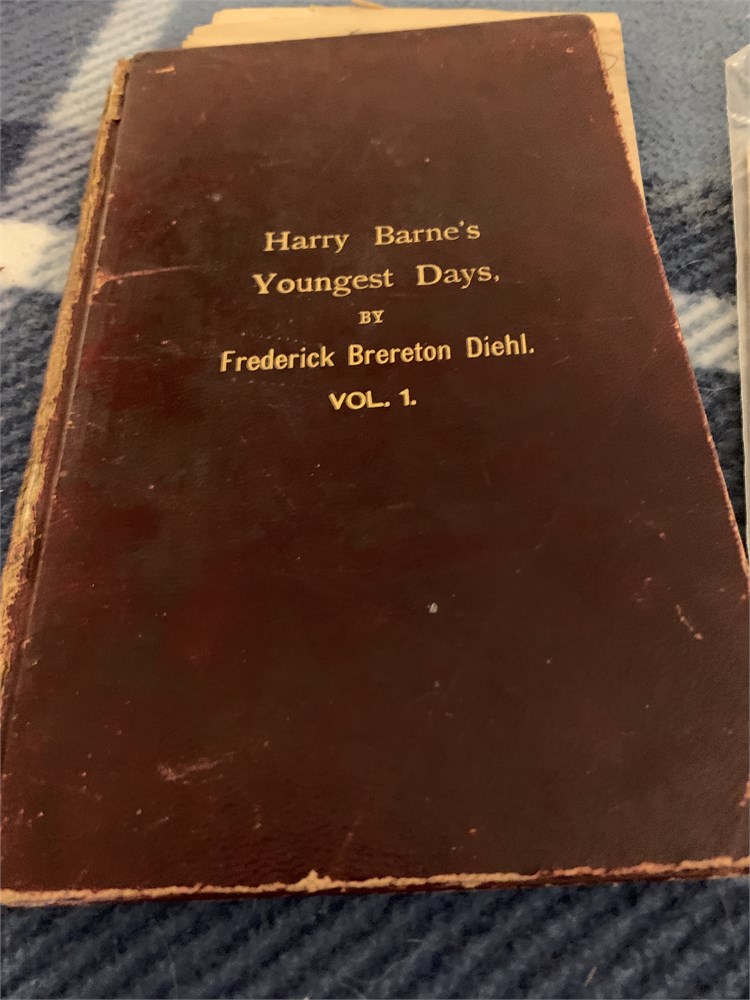 Harry Barne's
Youngest Days,
BY
Frederick Brereton Diehl.
VOL. 1.